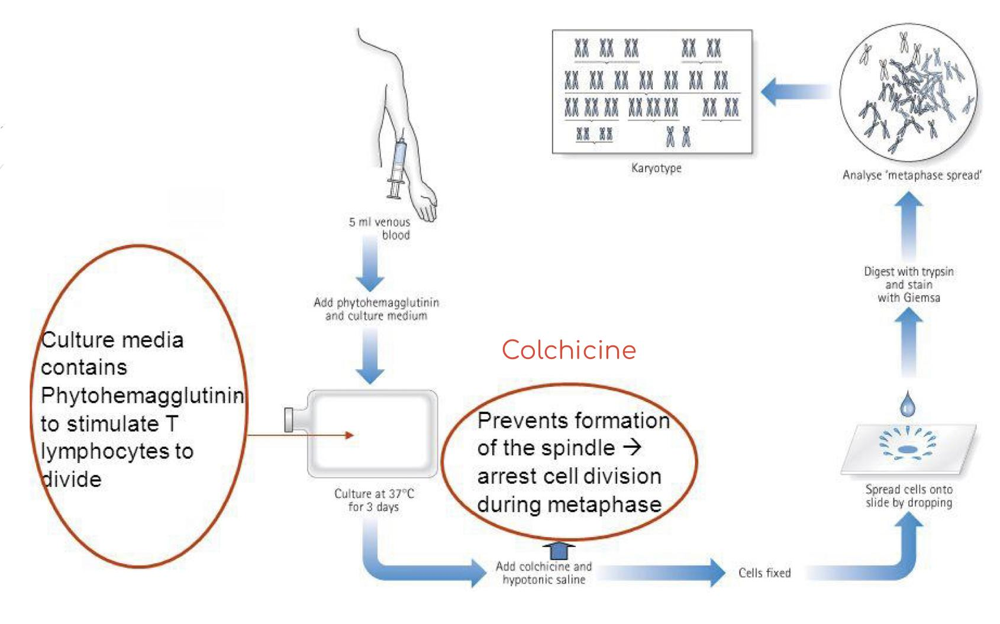 5 ml venous
blood
Add phytohemagglutinin
and culture medium
Culture media
contains
Phytohemagglutinin
to stimulate T
lymphocytes to
divide
Culture at 37°C
for 3 days
Colchicine
Prevents formation
of the spindle →
arrest cell division
during metaphase
Add colchicine and
hypotonic saline
Cells fixed
Spread cells onto
slide by dropping
Digest with trypsin
and stain
with Giemsa
Analyse 'metaphase spread'
Karyotype